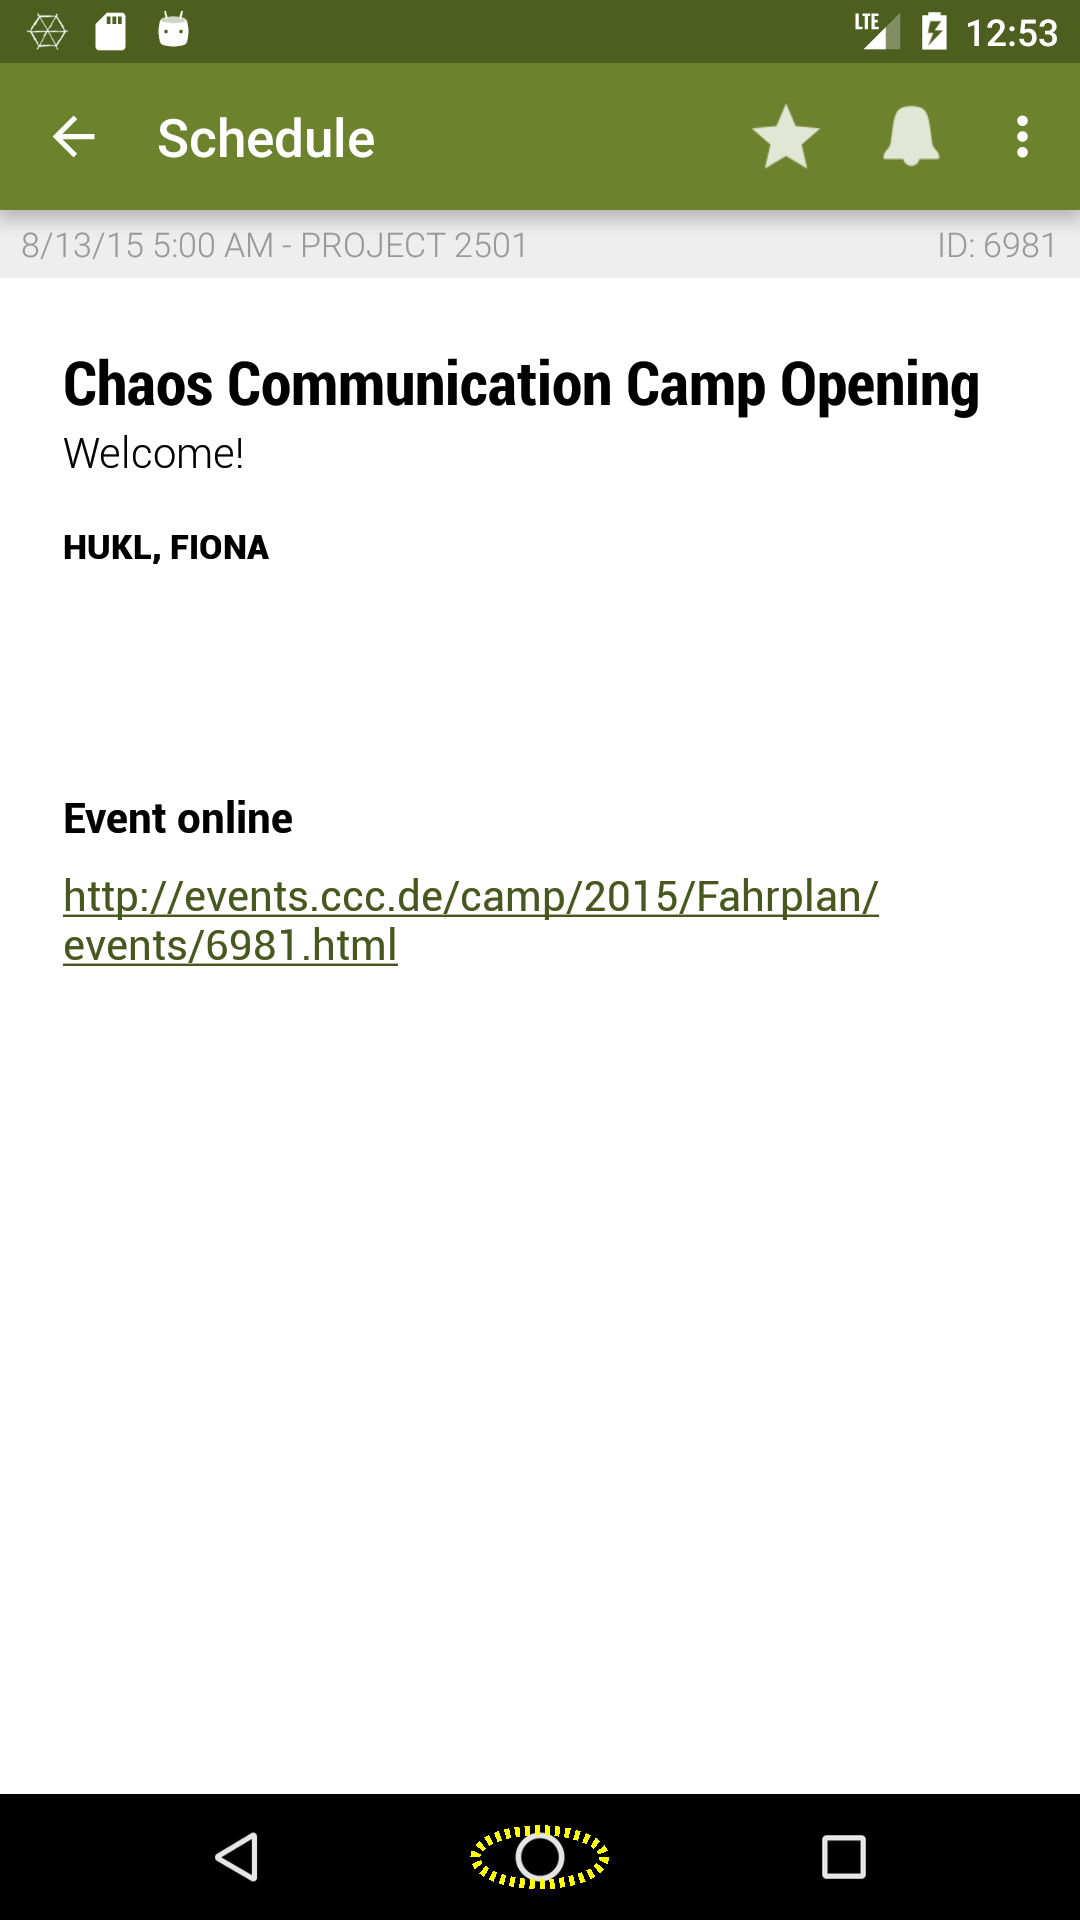 LTE 12:53
Schedule
8/13/15 5:00 AM - PROJECT 2501 ID: 6981
Chaos Communication Camp Opening
Welcome!
HUKL, FIONA
Event online
http://events.ccc.de/camp/2015/Fahrplan/
events/6981.html